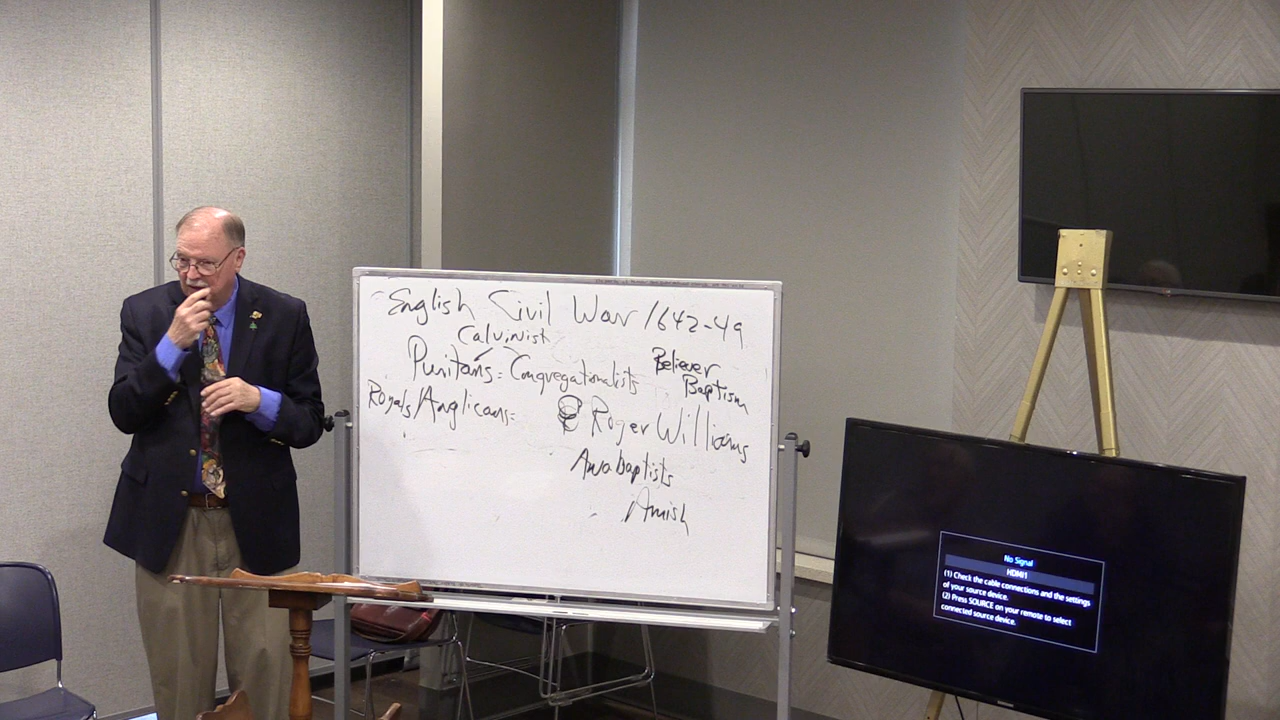 English Civil War 1642-49
Calvinist
Puritans = Congregationalists
Believer
Baptism
Royals/Anglicans=
Roger Williams
Anabaptists
Amish
No Signal
HDMI1
(1) Check the cable connections and the settings
of your source device.
(2) Press SOURCE on your remote to select
connected source device.